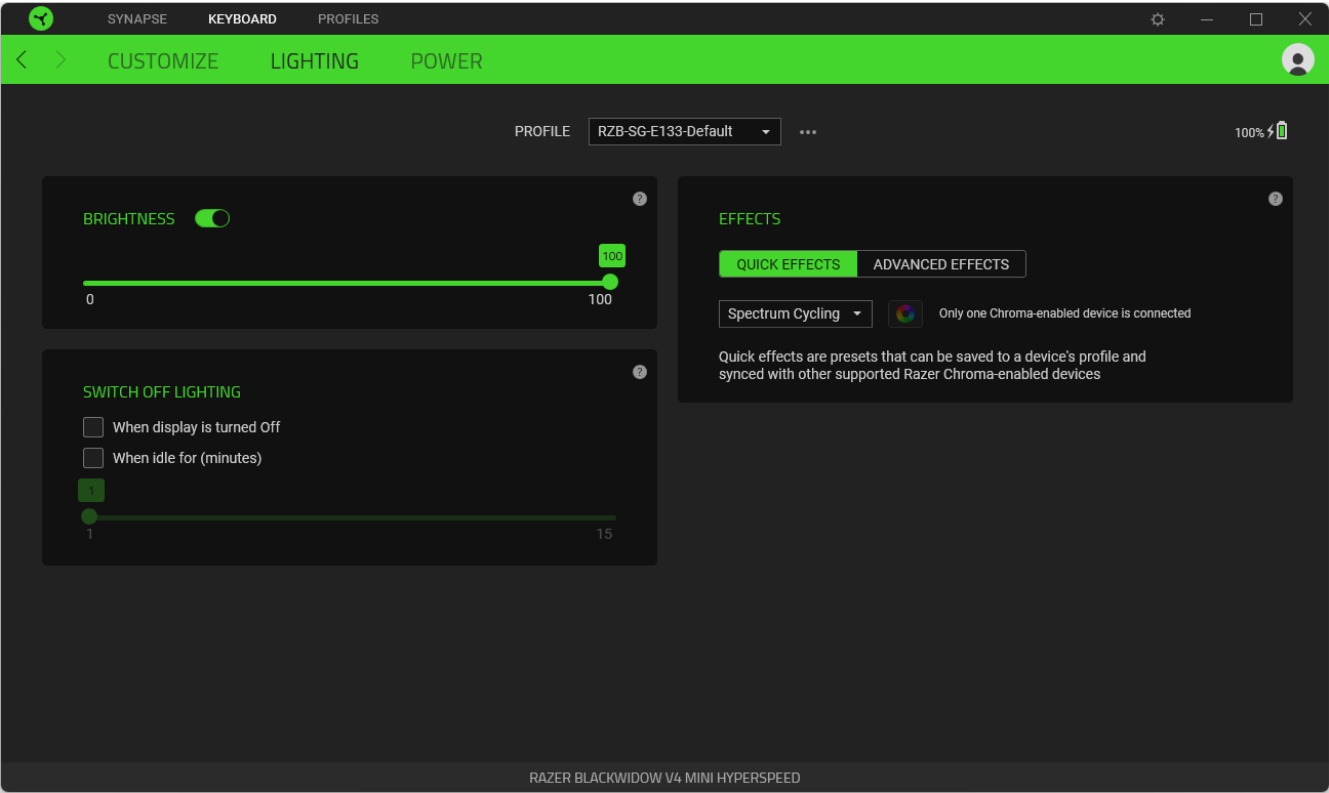 SYNAPSE KEYBOARD PROFILES
CUSTOMIZE LIGHTING POWER
PROFILE RZB-SG-E133-Default
100%
BRIGHTNESS
100
0 100
SWITCH OFF LIGHTING
When display is turned Off
When idle for (minutes)
1
1 15
EFFECTS
QUICK EFFECTS ADVANCED EFFECTS
Spectrum Cycling Only one Chroma-enabled device is connected
Quick effects are presets that can be saved to a device's profile and
synced with other supported Razer Chroma-enabled devices
RAZER BLACKWIDOW V4 MINI HYPERSPEED